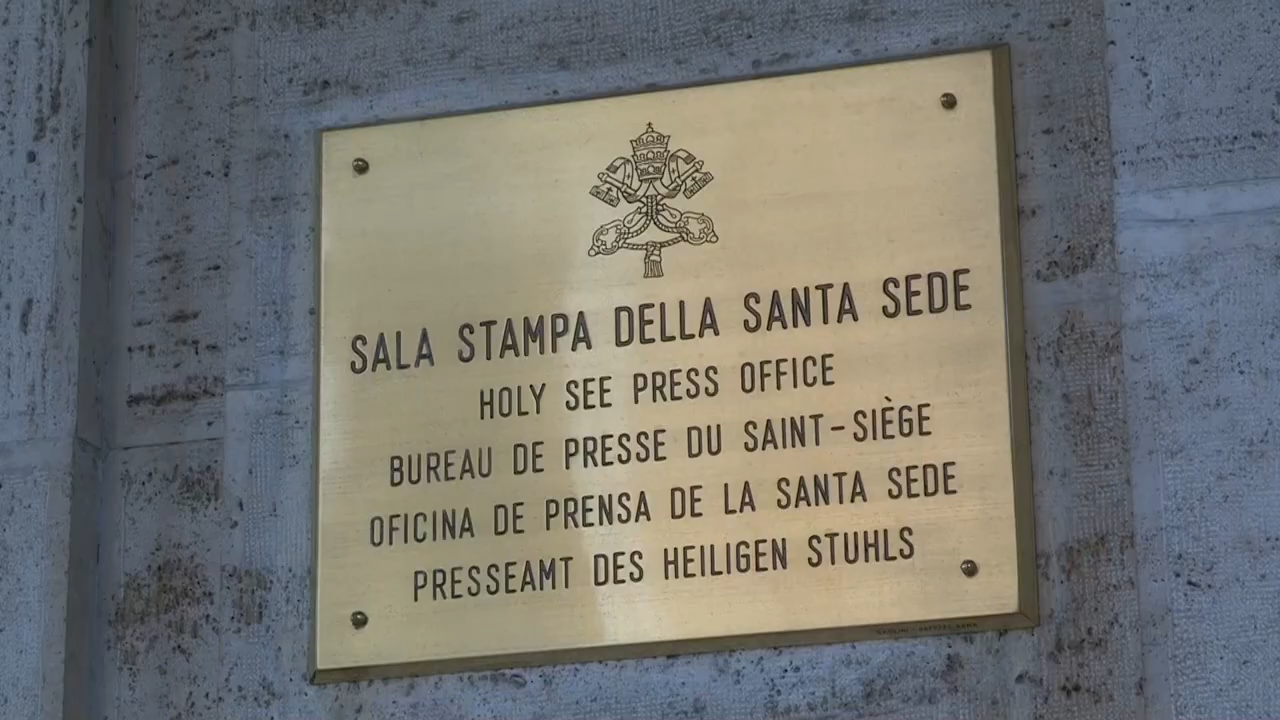 SALA STAMPA DELLA SANTA SEDE
HOLY SEE PRESS OFFICE
BUREAU DE PRESSE DU SAINT-SIÈGE
OFICINA DE PRENSA DE LA SANTA SEDE
PRESSEAMT DES HEILIGEN STUHLS